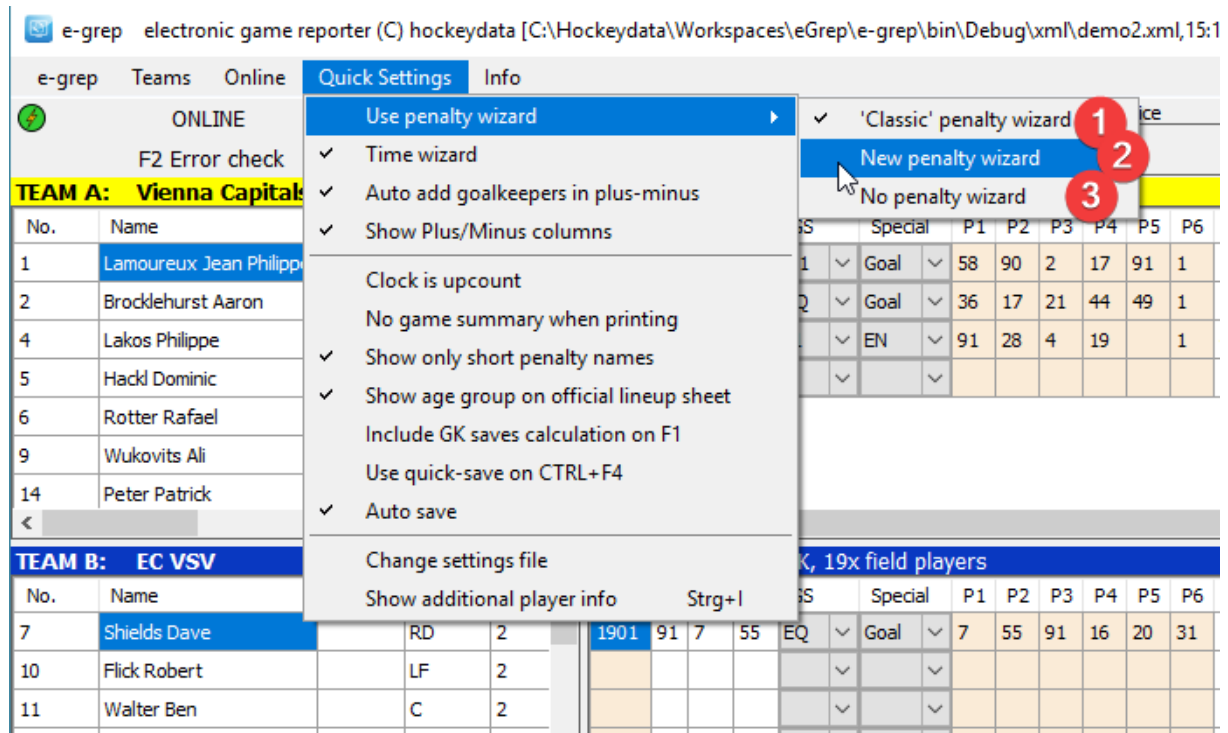 e-grep electronic game reporter (C) hockeydata [C:\Hockeydata\Workspaces\eGrep\e-grep\bin\Debug\xml\demo2.xml,15:1
e-grep Teams Online Quick Settings Info
ONLINE
F2 Error check
Use penalty wizard
Time wizard
Auto add goalkeepers in plus-minus
Show Plus/Minus columns
Clock is upcount
No game summary when printing
Show only short penalty names
Show age group on official lineup sheet
Include GK saves calculation on F1
Use quick-save on CTRL+F4
Auto save
Change settings file
Show additional player info Strg+I
'Classic' penalty wizard 1
New penalty wizard 2
No penalty wizard 3
TEAM A: Vienna Capitals
No. Name Special P1 P2 P3 P4 P5 P6
1 Lamoureux Jean Philippe Goal 58 90 2 17 91 1
2 Brocklehurst Aaron Goal 36 17 21 44 49 1
4 Lakos Philippe EN 91 28 4 19 1
5 Hackl Dominic
6 Rotter Rafael
9 Wukovits Ali
14 Peter Patrick
TEAM B: EC VSV K, 19x field players
No. Name Special P1 P2 P3 P4 P5 P6
7 Shields Dave RD 2 1901 91 7 55 EQ Goal 7 55 91 16 20 31
10 Flick Robert LF 2
11 Walter Ben C 2